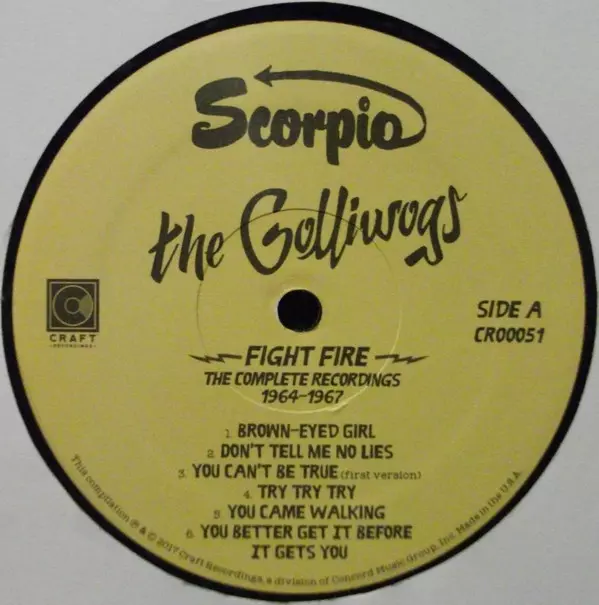 Scorpio
the Golliwogs
CRAFT
RECORDINGS
SIDE A
CR00051
FIGHT FIRE
THE COMPLETE RECORDINGS
1964-1967
1. BROWN-EYED GIRL
2. DON'T TELL ME NO LIES
3. YOU CAN'T BE TRUE (first version)
4. TRY TRY TRY
5. YOU CAME WALKING
6. YOU BETTER GET IT BEFORE
IT GETS YOU
This compilation ℗ & © 2017 Craft Recordings, a division of Concord Music Group, Inc. Made in the U.S.A.